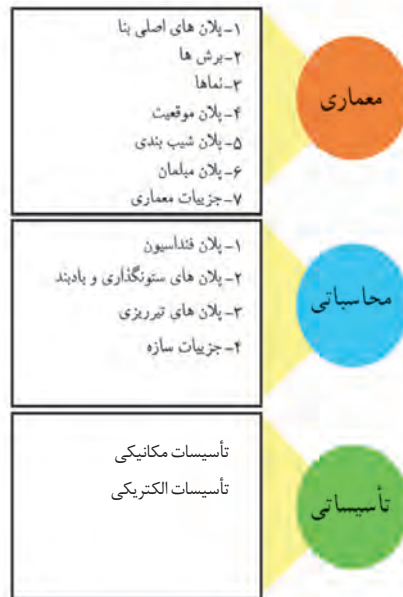 معماری
۱-پلان های اصلی بنا
۲-برش ها
۳-نماها
۴-پلان موقعیت
۵-پلان شیب بندی
۶-پلان مبلمان
۷-جزییات معماری
محاسباتی
۱-پلان فنداسیون
۲-پلان های ستونگذاری و بادبند
۳-پلان های تیرریزی
۴-جزییات سازه
تأسیساتی
تأسیسات مکانیکی
تأسیسات الکتریکی